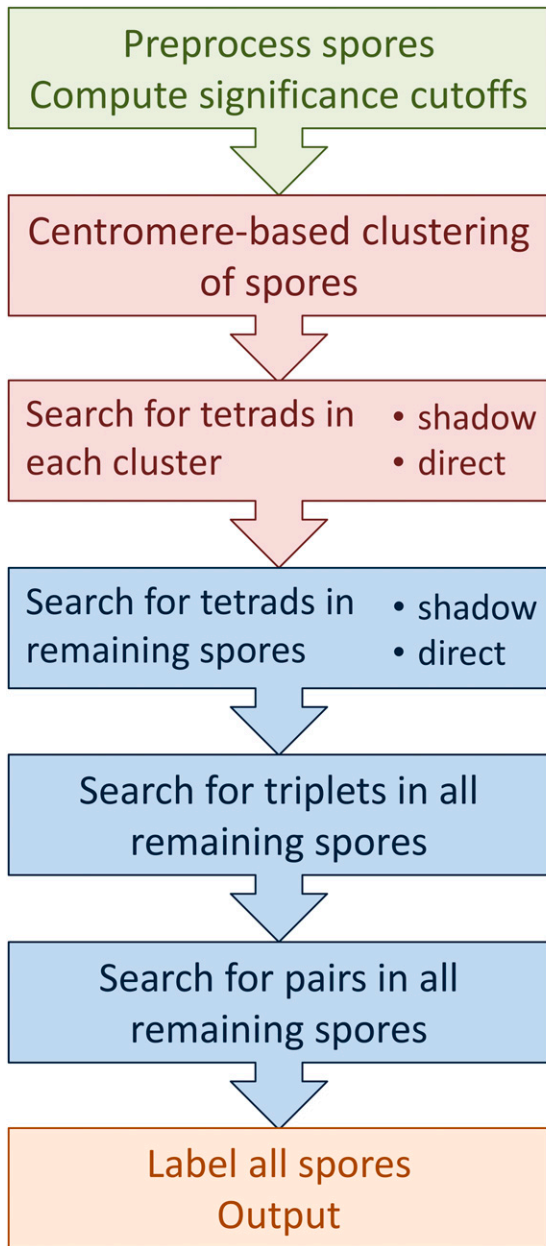 Preprocess spores
Compute significance cutoffs
Centromere-based clustering
of spores
Search for tetrads in
each cluster
• shadow
• direct
Search for tetrads in
remaining spores
• shadow
• direct
Search for triplets in all
remaining spores
Search for pairs in all
remaining spores
Label all spores
Output